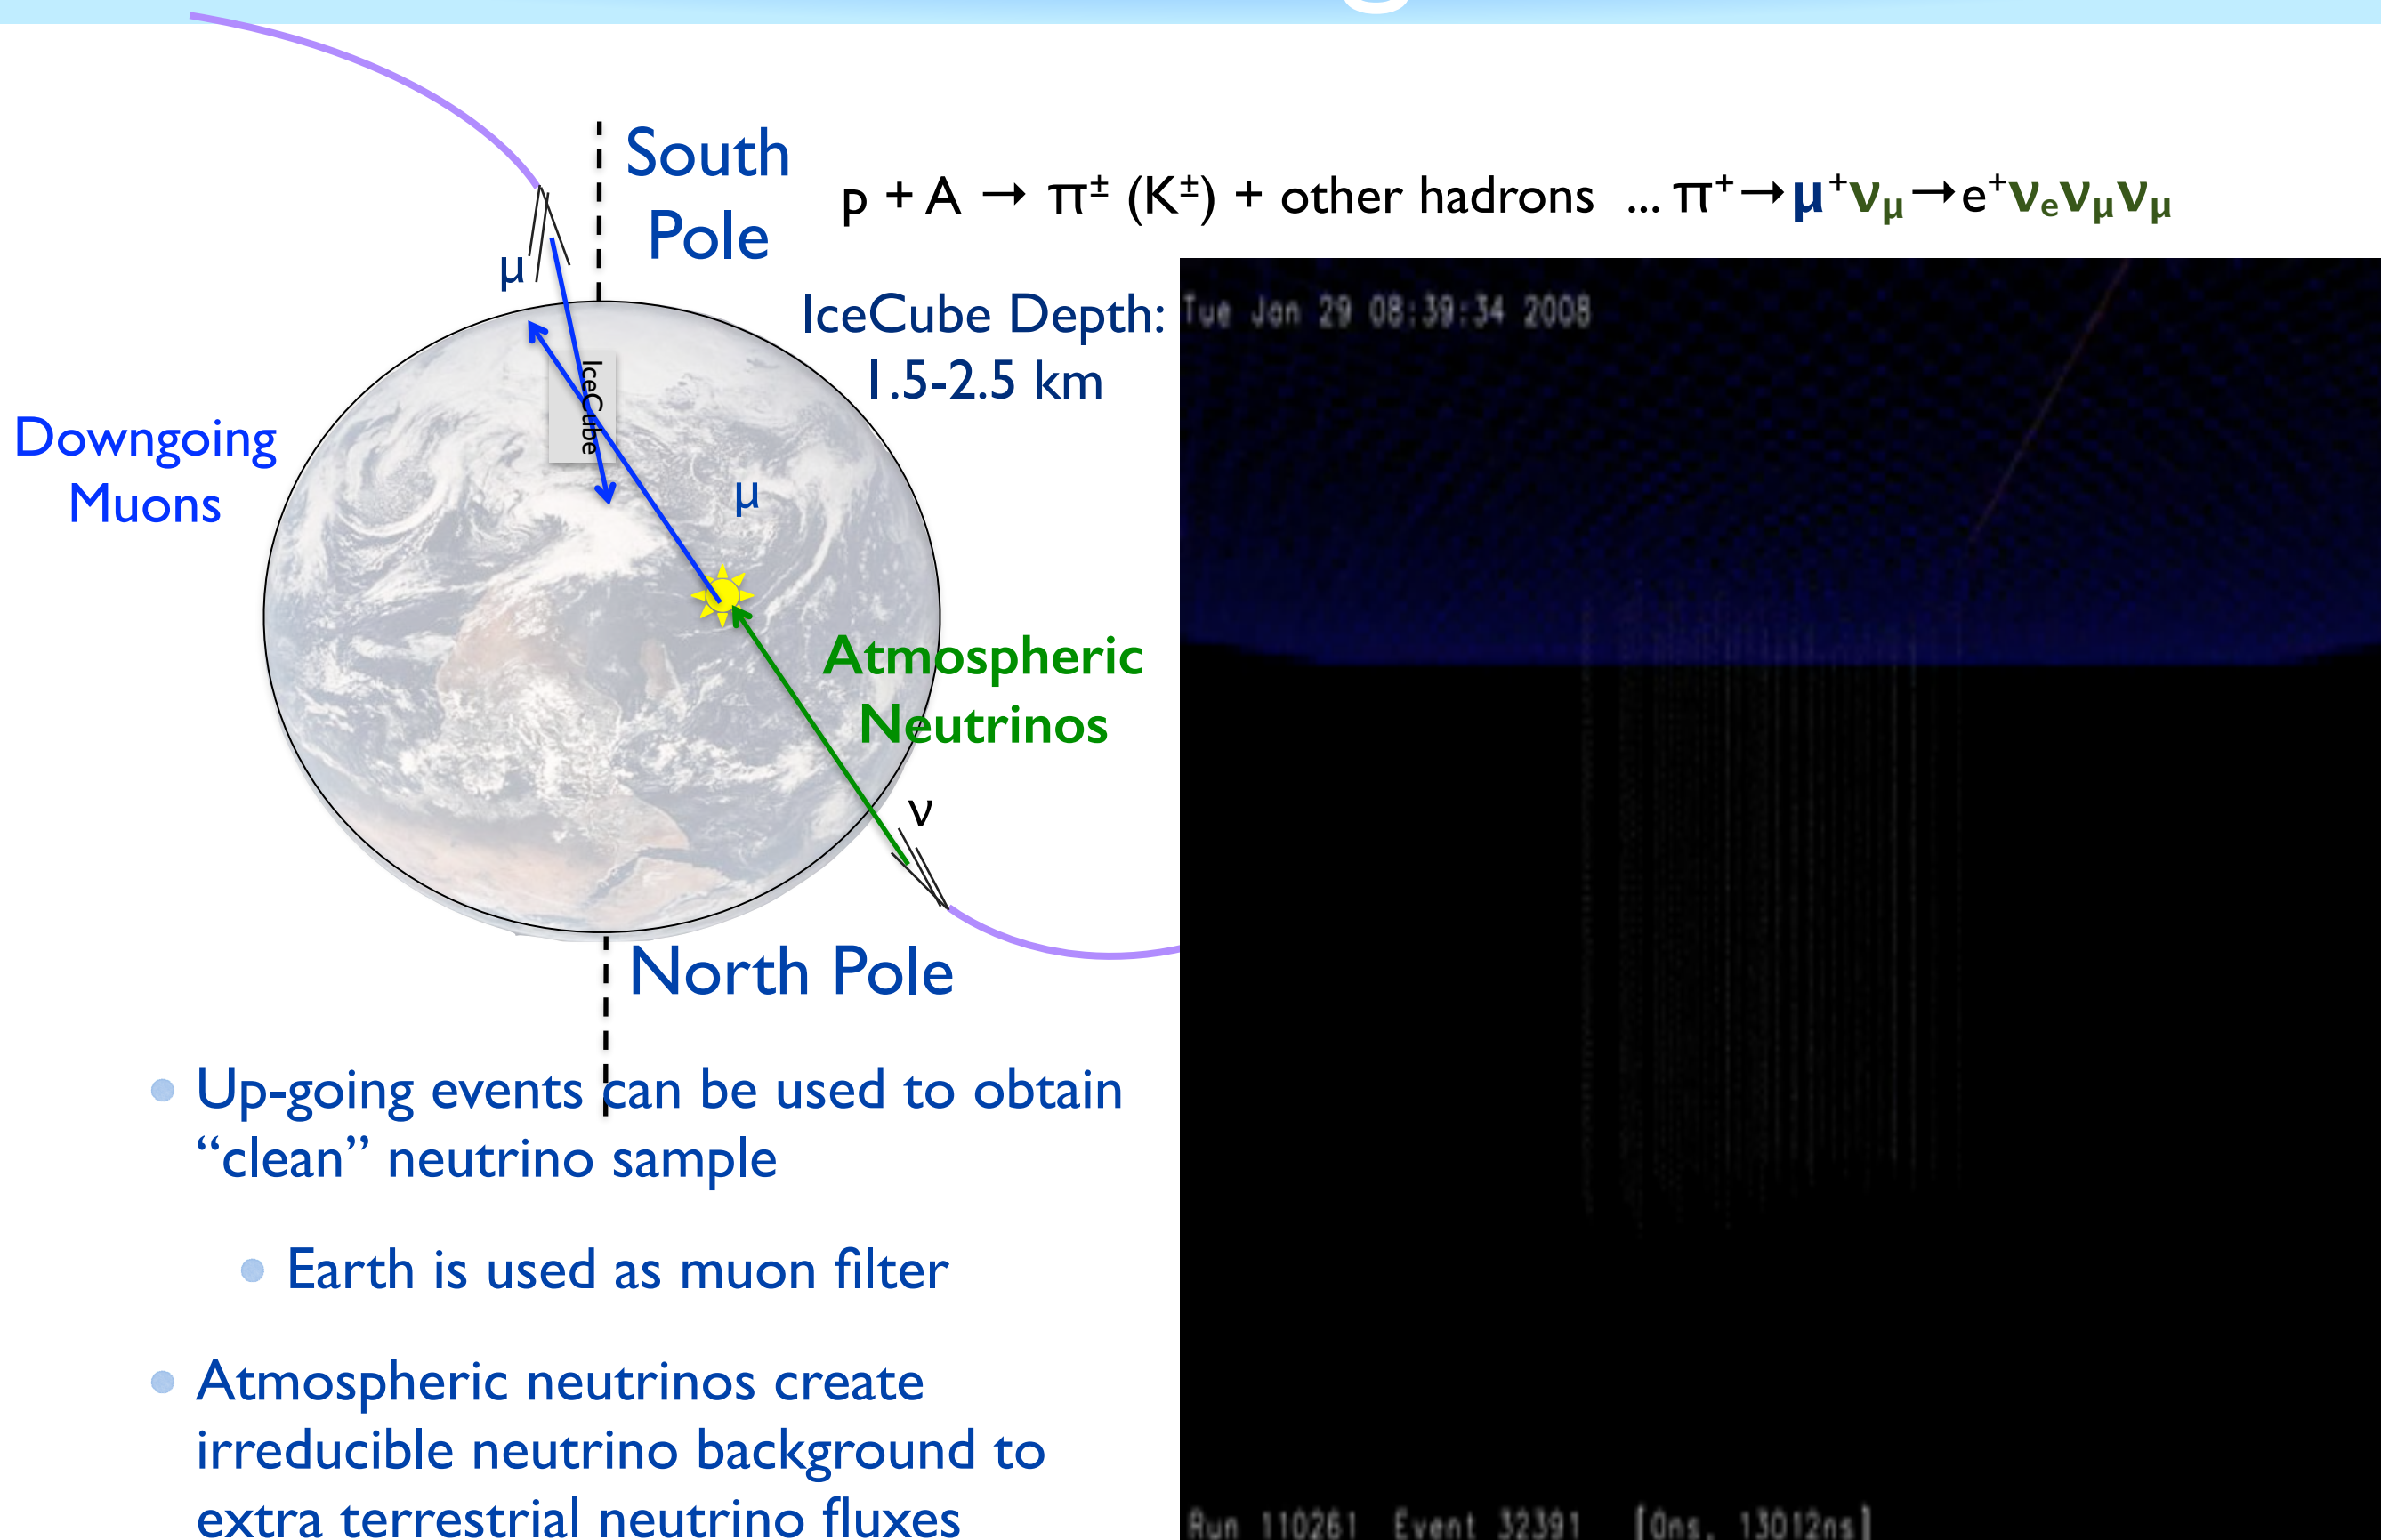 South
Pole
p + A → π± (K±) + other hadrons ... π⁺→μ⁺νμ→e⁺νeνμνμ
μ
IceCube Depth:
1.5-2.5 km
Tue Jan 29 08:39:34 2008
IceCube
Downgoing
Muons
μ
Atmospheric
Neutrinos
ν
North Pole
Up-going events can be used to obtain
“clean” neutrino sample
Earth is used as muon filter
Atmospheric neutrinos create
irreducible neutrino background to
extra terrestrial neutrino fluxes
Run 110261 Event 32391 [0ns, 13012ns]